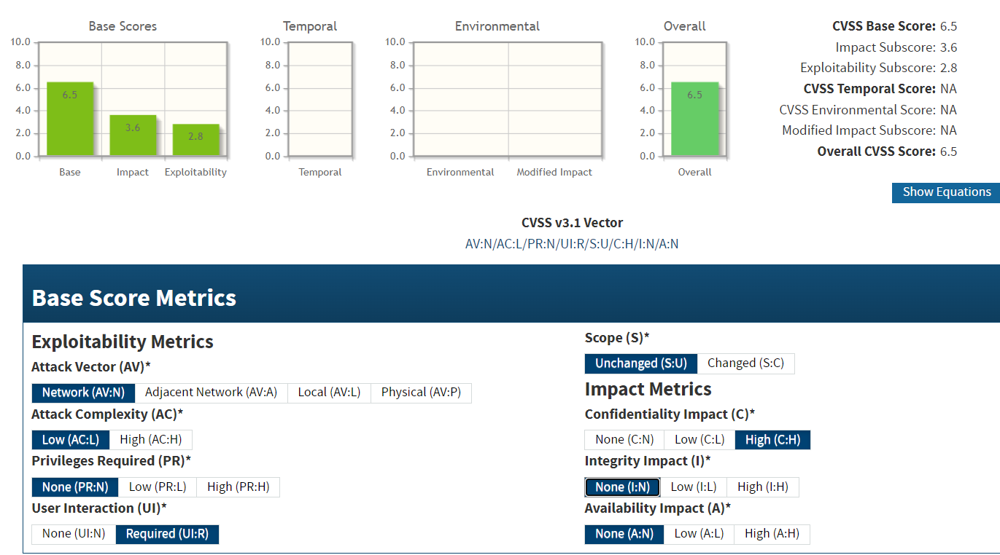 Base Scores
10.0
8.0
6.0
4.0
2.0
0.0
6.5
3.6
2.8
Base Impact Exploitability
Temporal
10.0
8.0
6.0
4.0
2.0
0.0
Temporal
Environmental
10.0
8.0
6.0
4.0
2.0
0.0
Environmental Modified Impact
Overall
10.0
8.0
6.0
4.0
2.0
0.0
6.5
Overall
CVSS Base Score: 6.5
Impact Subscore: 3.6
Exploitability Subscore: 2.8
CVSS Temporal Score: NA
CVSS Environmental Score: NA
Modified Impact Subscore: NA
Overall CVSS Score: 6.5
Show Equations
CVSS v3.1 Vector
AV:N/AC:L/PR:N/UI:R/S:U/C:H/I:N/A:N
Base Score Metrics
Exploitability Metrics
Attack Vector (AV)*
Network (AV:N) Adjacent Network (AV:A) Local (AV:L) Physical (AV:P)
Attack Complexity (AC)*
Low (AC:L) High (AC:H)
Privileges Required (PR)*
None (PR:N) Low (PR:L) High (PR:H)
User Interaction (UI)*
None (UI:N) Required (UI:R)
Scope (S)*
Unchanged (S:U) Changed (S:C)
Impact Metrics
Confidentiality Impact (C)*
None (C:N) Low (C:L) High (C:H)
Integrity Impact (I)*
None (I:N) Low (I:L) High (I:H)
Availability Impact (A)*
None (A:N) Low (A:L) High (A:H)